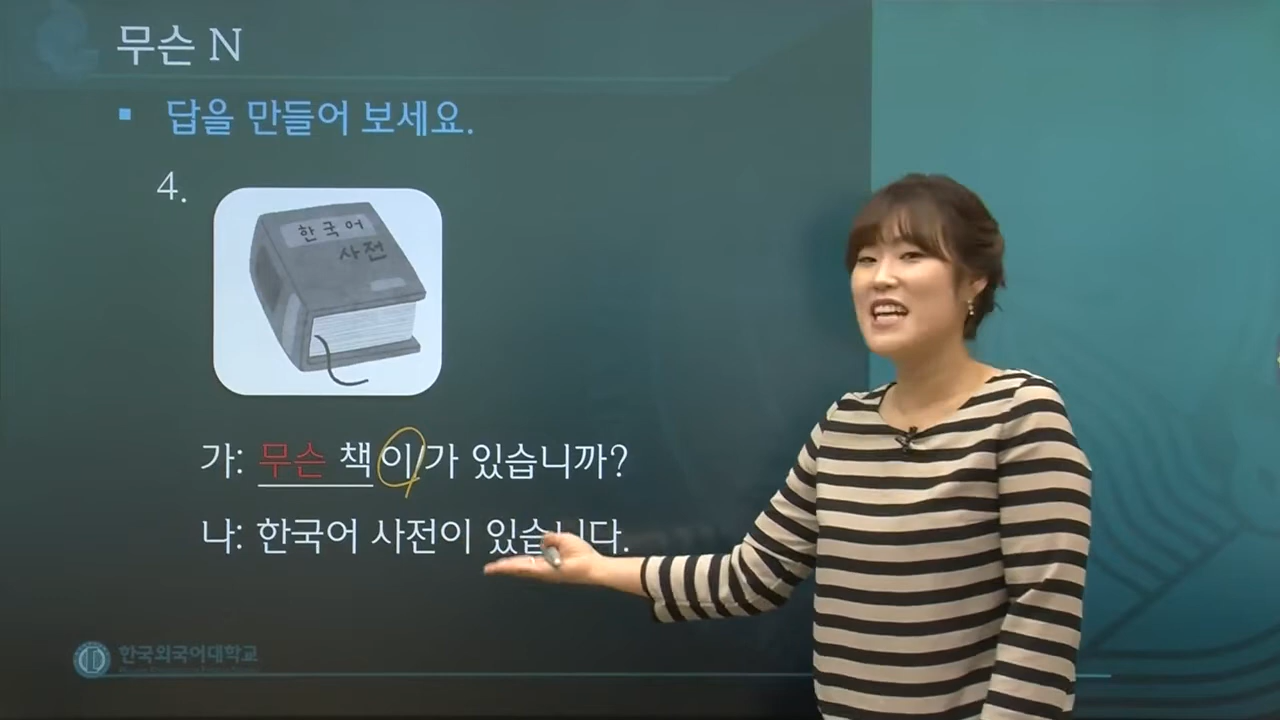 무슨 N
▪ 답을 만들어 보세요.
4.
한국어
사전
가: 무슨 책이/가 있습니까?
나: 한국어 사전이 있습니다.
한국외국어대학교